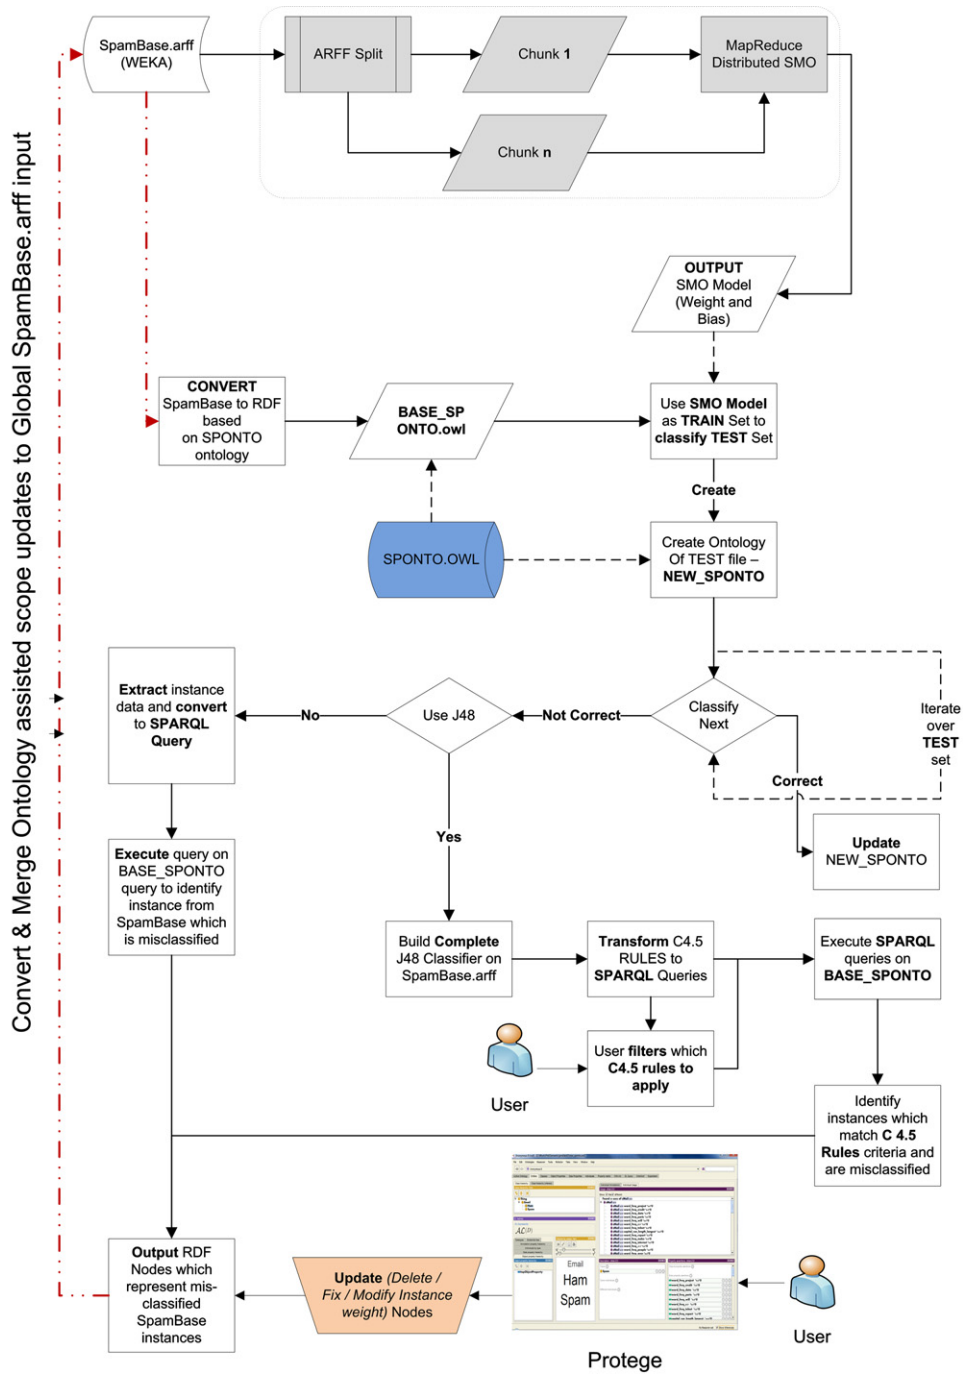 SpamBase.arff
(WEKA)
ARFF Split
Chunk 1
MapReduce
Distributed SMO
Chunk n
Convert & Merge Ontology assisted scope updates to Global SpamBase.arff input
OUTPUT
SMO Model
(Weight and
Bias)
CONVERT
SpamBase to RDF
based
on SPONTO
ontology
BASE_SP
ONTO.owl
Use SMO Model
as TRAIN Set to
classify TEST Set
Create
SPONTO.OWL
Create Ontology
Of TEST file –
NEW_SPONTO
Extract instance
data and convert
to SPARQL
Query
No
Use J48
Not Correct
Classify
Next
Iterate
over
TEST
set
Correct
Yes
Update
NEW_SPONTO
Execute query on
BASE_SPONTO
query to identify
instance from
SpamBase which
is misclassified
Build Complete
J48 Classifier on
SpamBase.arff
Transform C4.5
RULES to
SPARQL Queries
Execute SPARQL
queries on
BASE_SPONTO
User
User filters which
C4.5 rules to
apply
Identify
instances which
match C 4.5
Rules criteria and
are misclassified
Output RDF
Nodes which
represent mis-
classified
SpamBase
instances
Update (Delete /
Fix / Modify Instance
weight) Nodes
Email
Ham
Spam
User
Protege